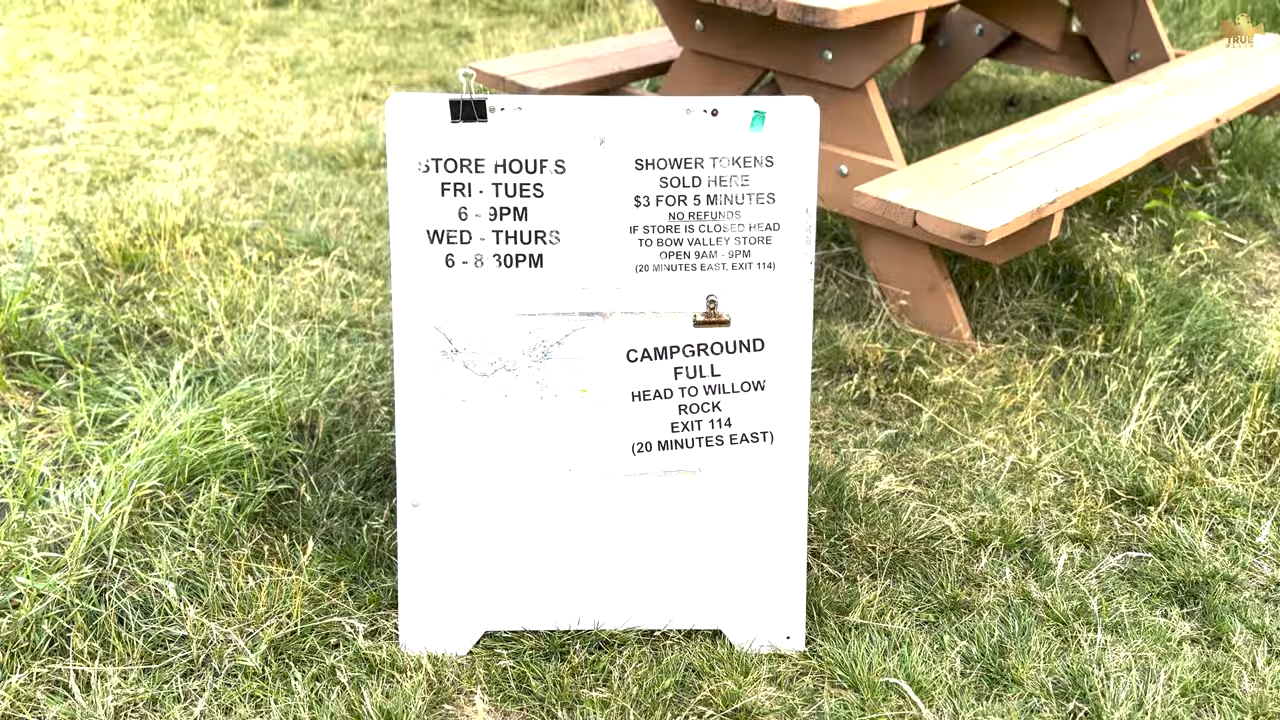 STORE HOURS
FRI - TUES
6 - 9PM
WED - THURS
6 - 8 30PM
SHOWER TOKENS
SOLD HERE
$3 FOR 5 MINUTES
NO REFUNDS
IF STORE IS CLOSED HEAD
TO BOW VALLEY STORE
OPEN 9AM - 9PM
(20 MINUTES EAST, EXIT 114)
CAMPGROUND
FULL
HEAD TO WILLOW
ROCK
EXIT 114
(20 MINUTES EAST)
TRUE